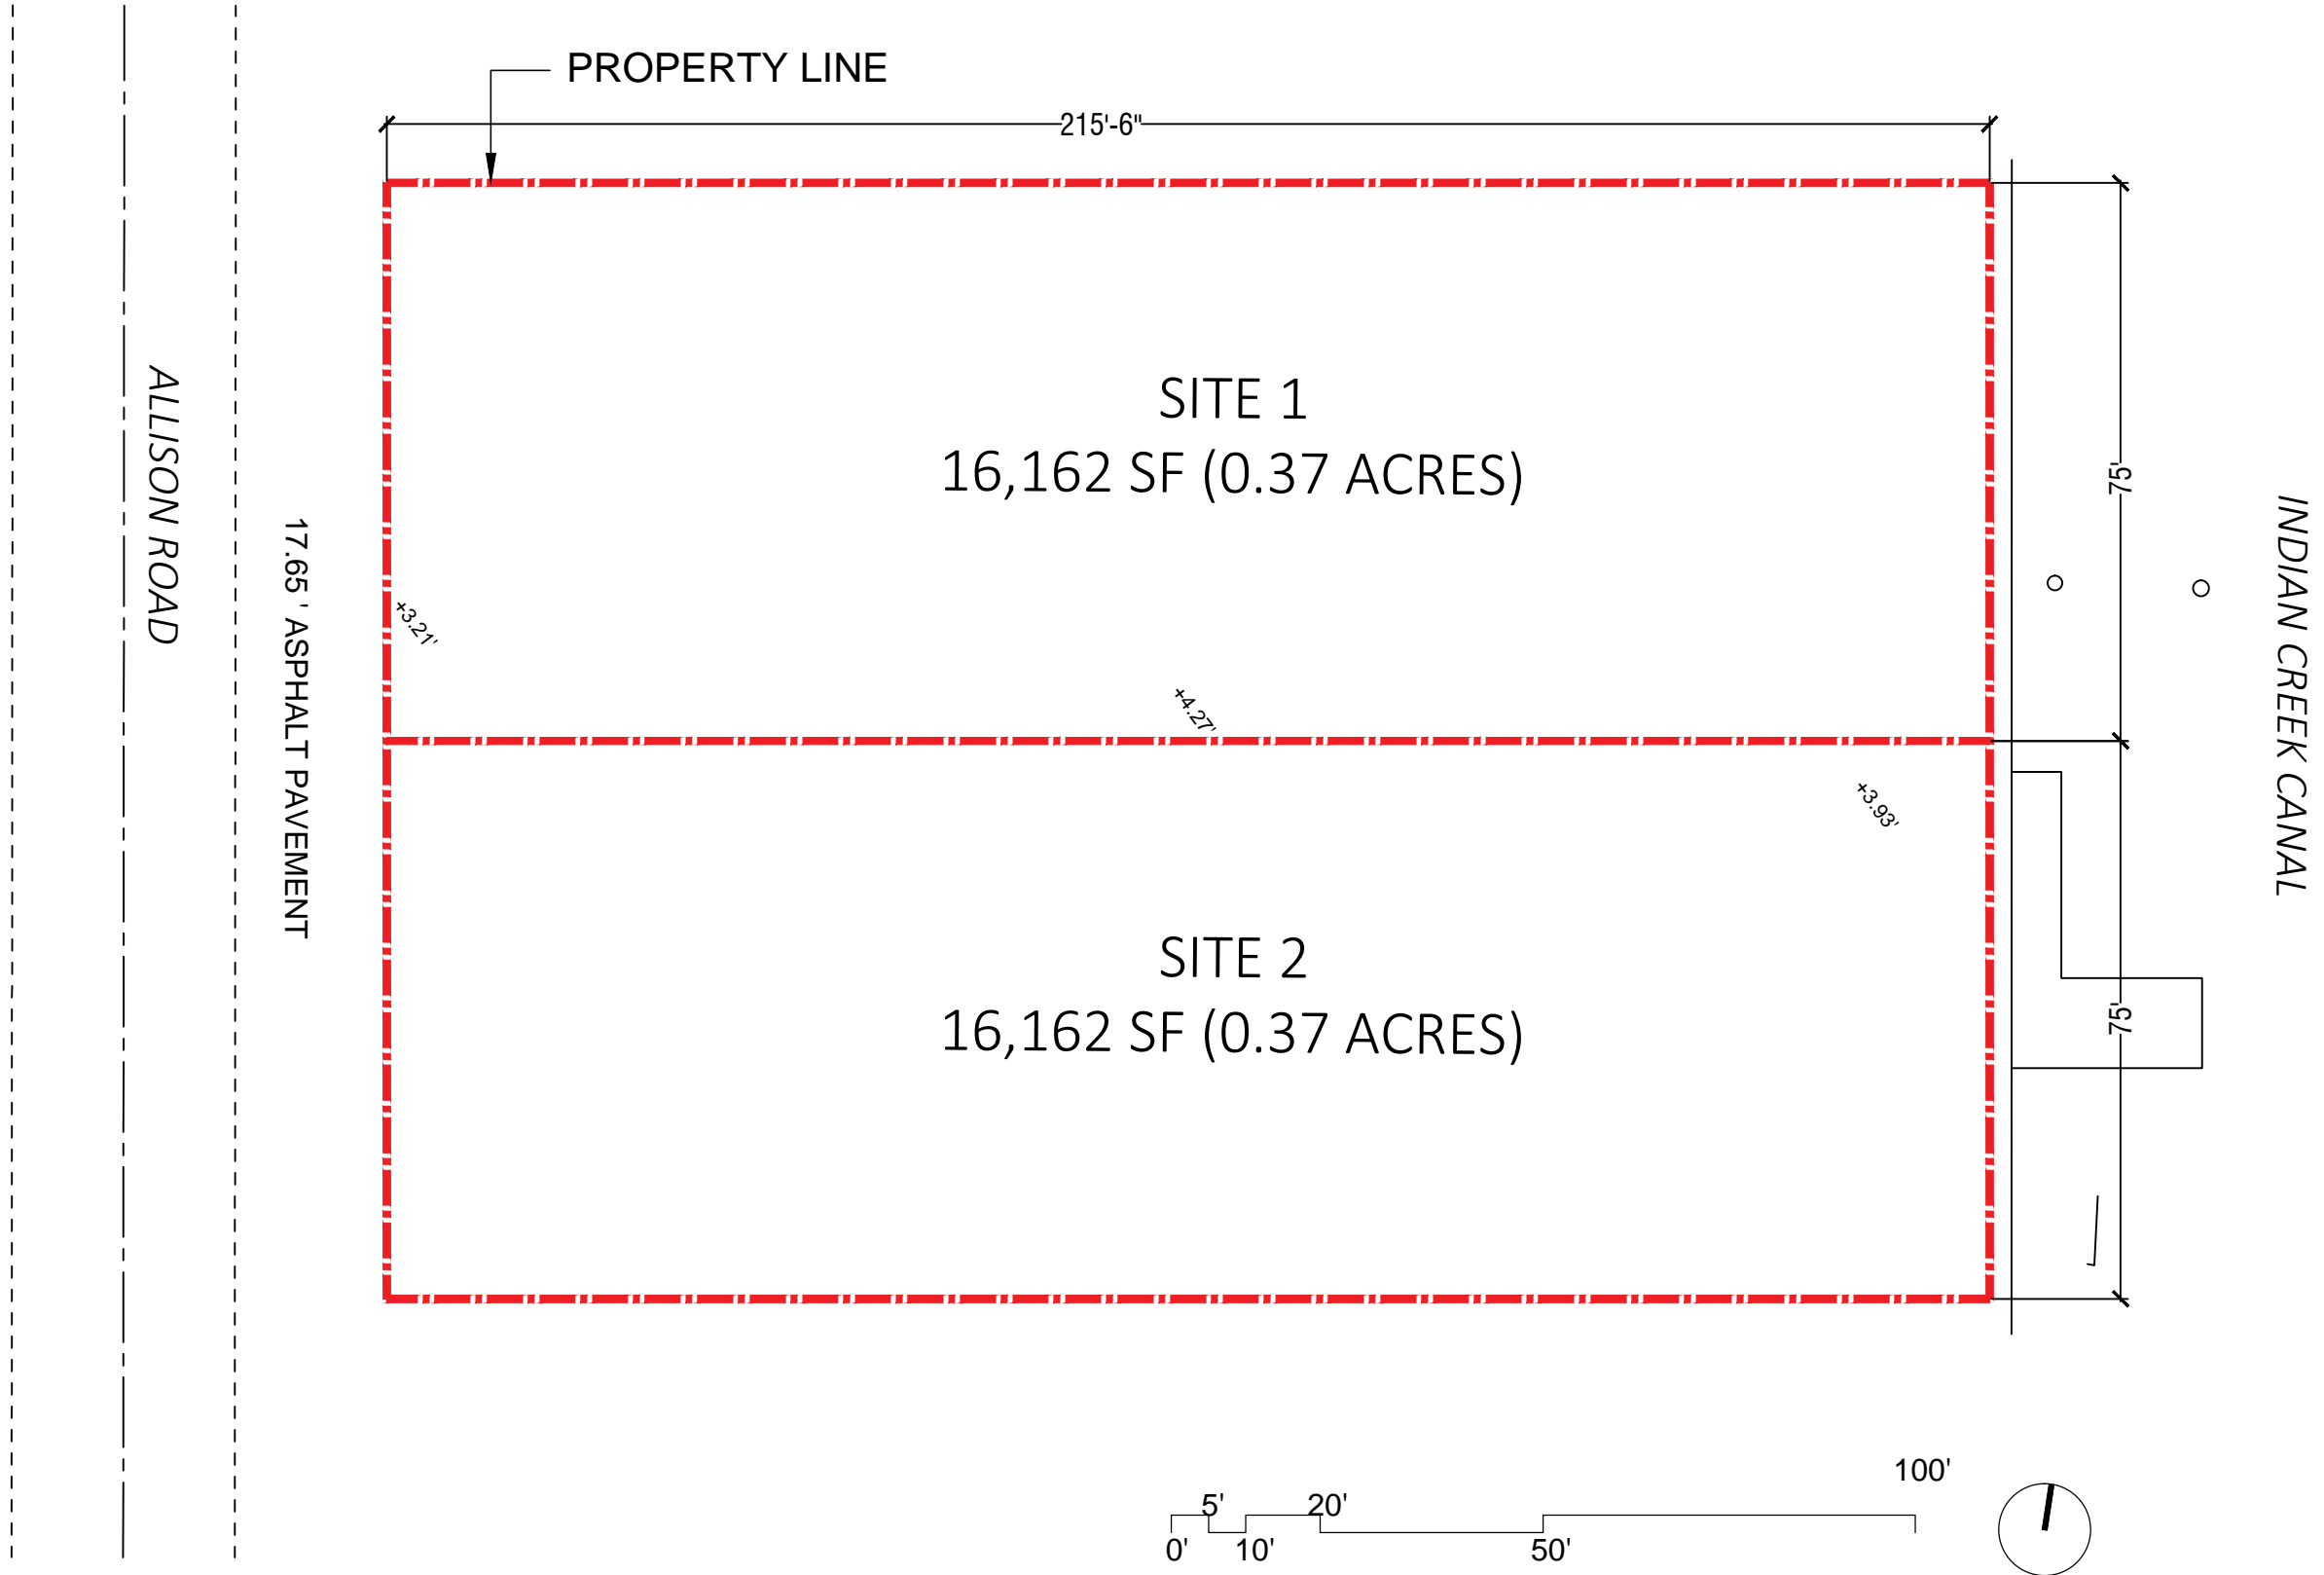 PROPERTY LINE
215'-6"
SITE 1
16,162 SF (0.37 ACRES)
75'
INDIAN CREEK CANAL
ALLISON ROAD
17.65 ' ASPHALT PAVEMENT
+3.21'
+4.27'
+3.93'
SITE 2
16,162 SF (0.37 ACRES)
75'
100'
5'
20'
0'
10'
50'